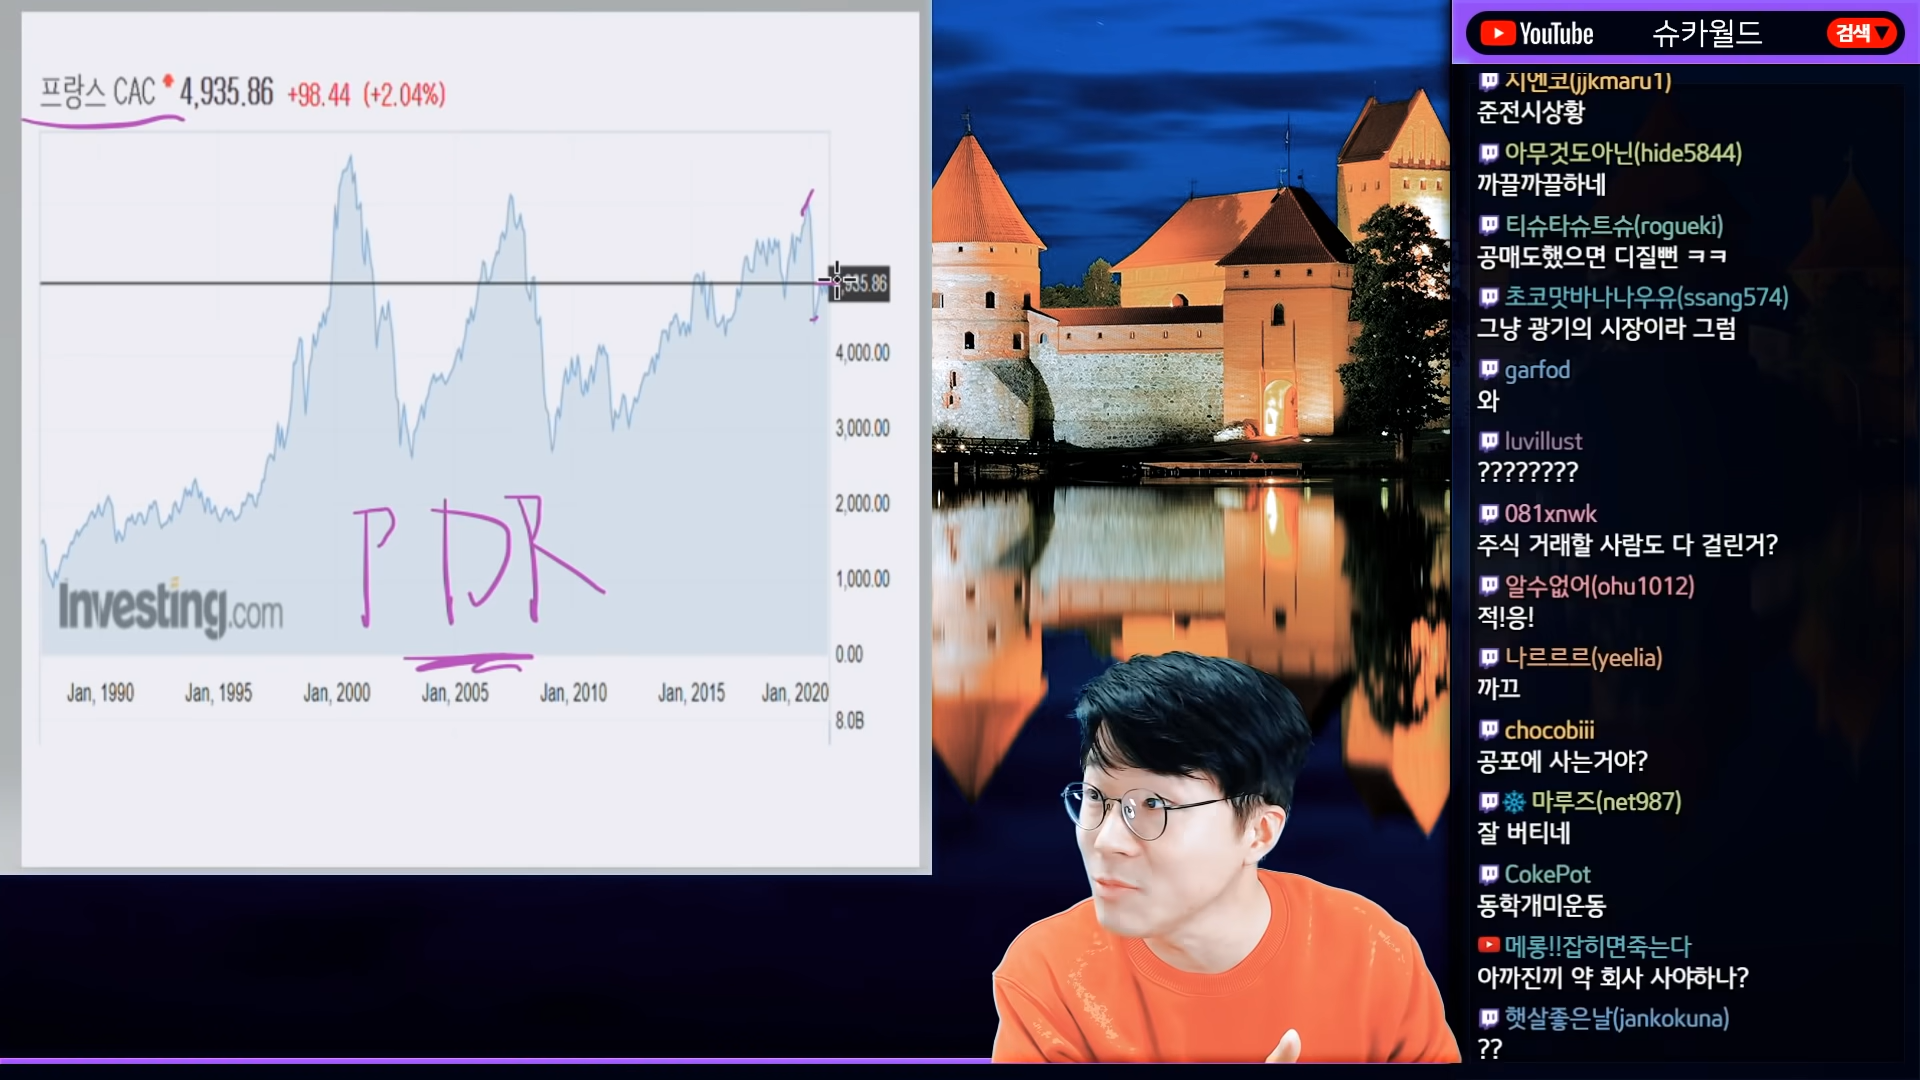 프랑스 CAC 4,935.86 +98.44 (+2.04%)
4,000.00
3,000.00
2,000.00
1,000.00
0.00
8.0B
Jan, 1990 Jan, 1995 Jan, 2000 Jan, 2005 Jan, 2010 Jan, 2015 Jan, 2020
Investing.com
PDR
YouTube 슈카월드 검색▼
지엔코(jjkmaru1)
준전시상황
아무것도아닌(hide5844)
까끌까끌하네
티슈타슈트슈(rogueki)
공매도했으면 디질뻔 ㅋㅋ
초코맛바나나우유(ssang574)
그냥 광기의 시장이라 그럼
garfod
와
luvillust
????????
081xnwk
주식 거래할 사람도 다 걸린거?
알수없어(ohu1012)
적!응!
나르르르(yeelia)
까끄
chocobiii
공포에 사는거야?
마루즈(net987)
잘 버티네
CokePot
동학개미운동
메롱!!잡히면죽는다
아까진끼 약 회사 사야하나?
햇살좋은날(jankokuna)
??